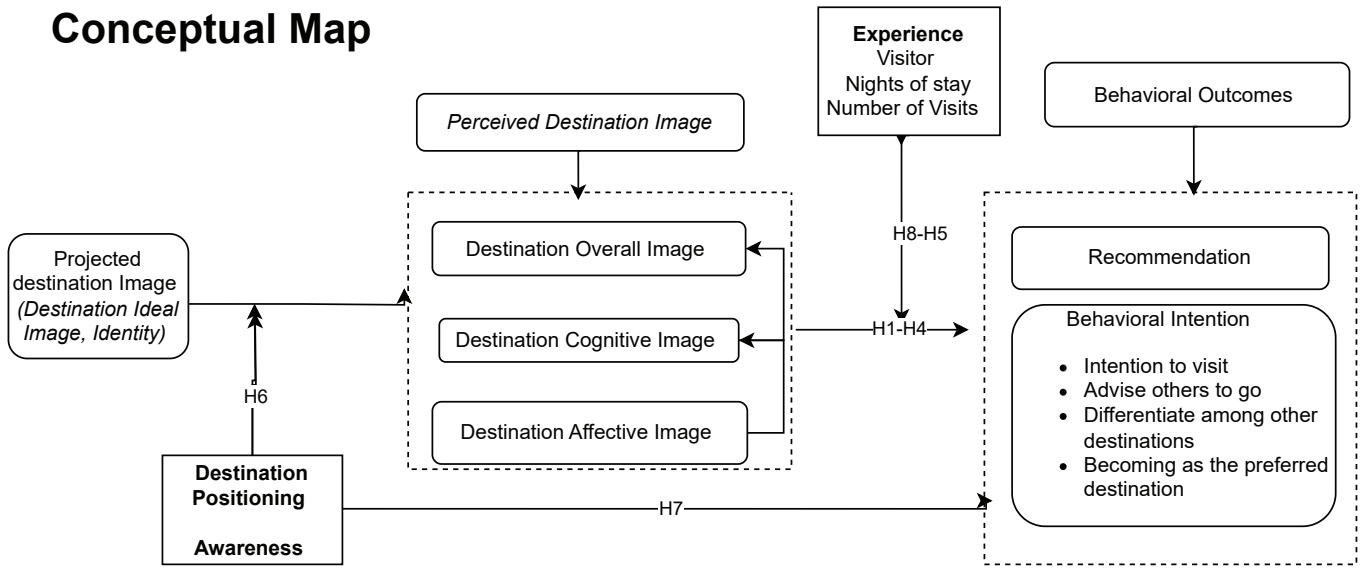 Conceptual Map
Experience
Visitor
Nights of stay
Number of Visits
Behavioral Outcomes
Perceived Destination Image
Projected
destination Image
(Destination Ideal
Image, Identity)
Destination Overall Image
Destination Cognitive Image
Destination Affective Image
H8-H5
H1-H4
Recommendation
Behavioral Intention
• Intention to visit
• Advise others to go
• Differentiate among other
destinations
• Becoming as the preferred
destination
H6
Destination
Positioning
Awareness
H7